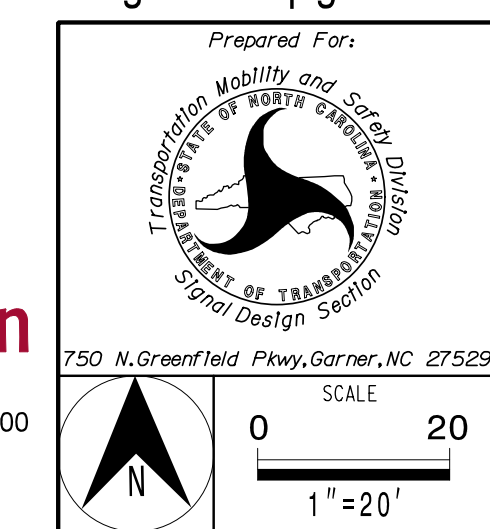 Prepared For:
Transportation Mobility and Safety Division
STATE OF NORTH CAROLINA
DEPARTMENT OF TRANSPORTATION
Signal Design Section
n
750 N.Greenfield Pkwy,Garner,NC 27529
00
N
SCALE
0 20
1"=20'